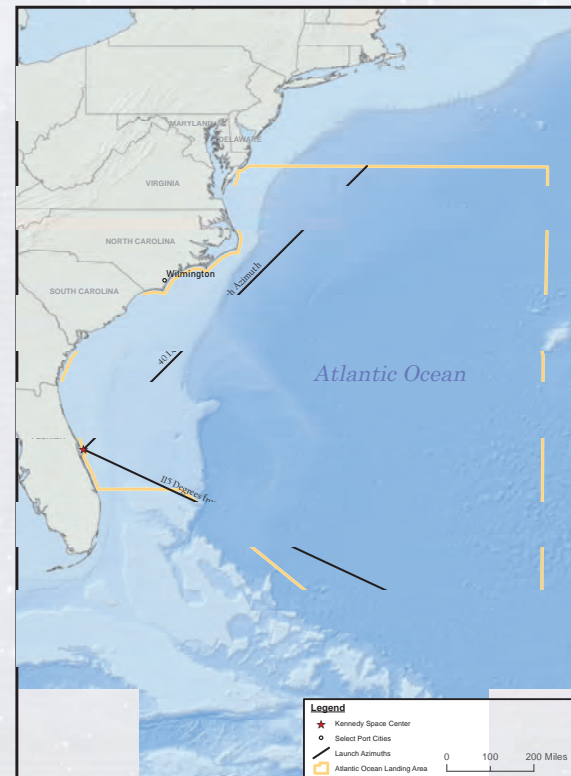 MARYLAND
DELAWARE
VIRGINIA
NORTH CAROLINA
Wilmington
SOUTH CAROLINA
Azimuth
Atlantic Ocean
115 Degrees
Legend
Kennedy Space Center
Select Port Cities
Launch Azimuths
Atlantic Ocean Landing Area
0 100 200 Miles